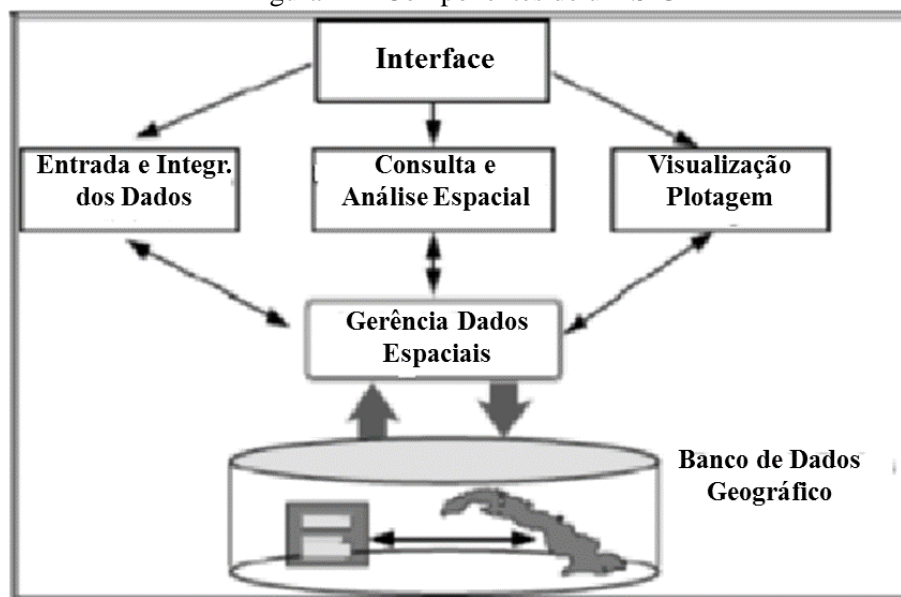 Interface
Entrada e Integr.
dos Dados
Consulta e
Análise Espacial
Visualização
Plotagem
Gerência Dados
Espaciais
Banco de Dados
Geográfico